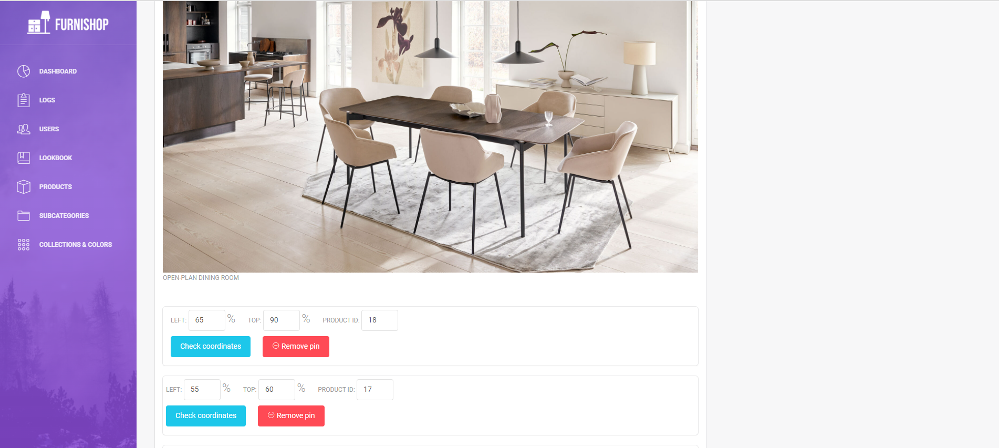 FURNISHOP
DASHBOARD
LOGS
USERS
LOOKBOOK
PRODUCTS
SUBCATEGORIES
COLLECTIONS & COLORS
OPEN-PLAN DINING ROOM
LEFT: 65 % TOP: 90 % PRODUCT ID: 18
Check coordinates Remove pin
LEFT: 55 % TOP: 60 % PRODUCT ID: 17
Check coordinates Remove pin